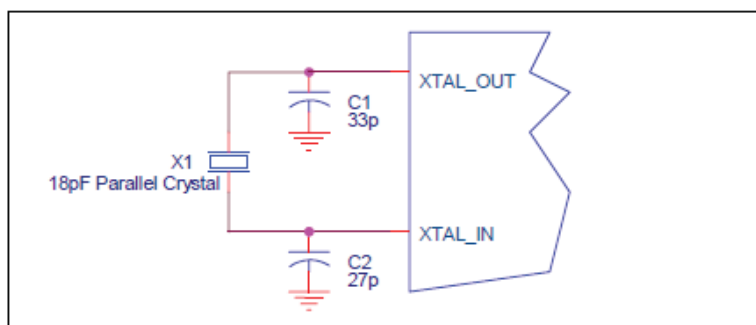 XTAL_OUT
C1
33p
X1
18pF Parallel Crystal
XTAL_IN
C2
27p